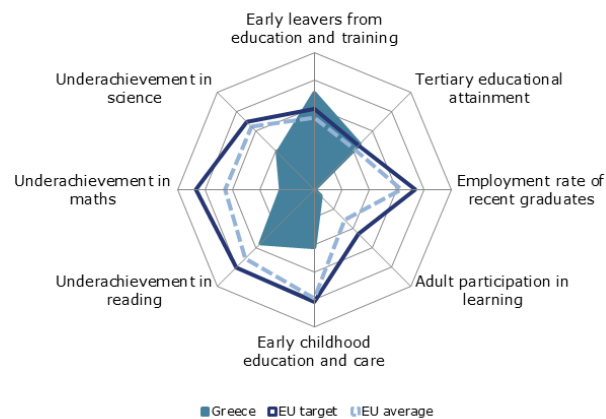 Early leavers from
education and training
Underachievement in
science
Tertiary educational
attainment
Underachievement in
maths
Employment rate of
recent graduates
Underachievement in
reading
Adult participation in
learning
Early childhood
education and care
Greece EU target EU average